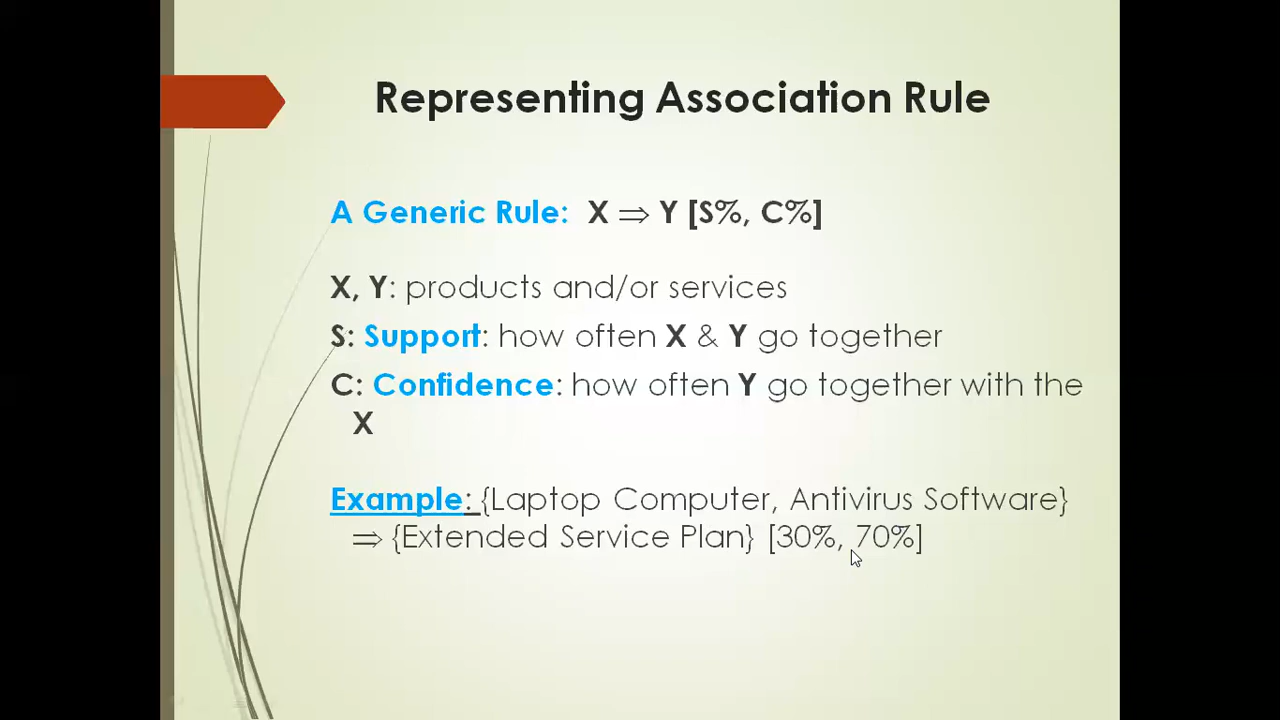 Representing Association Rule
A Generic Rule: X ⇒ Y [S%, C%]
X, Y: products and/or services
S: Support: how often X & Y go together
C: Confidence: how often Y go together with the
X
Example: {Laptop Computer, Antivirus Software}
⇒ {Extended Service Plan} [30%, 70%]